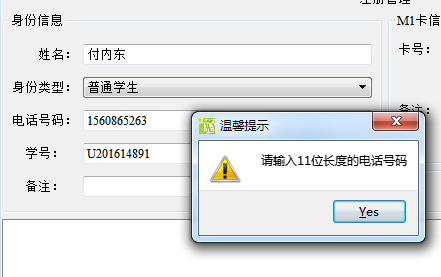 注册管理
身份信息
M1卡信
姓名：
付内东
卡号：
身份类型：
普通学生
电话号码：
1560865263
备注：
学号：
U201614891
备注：
温馨提示
请输入11位长度的电话号码
Yes